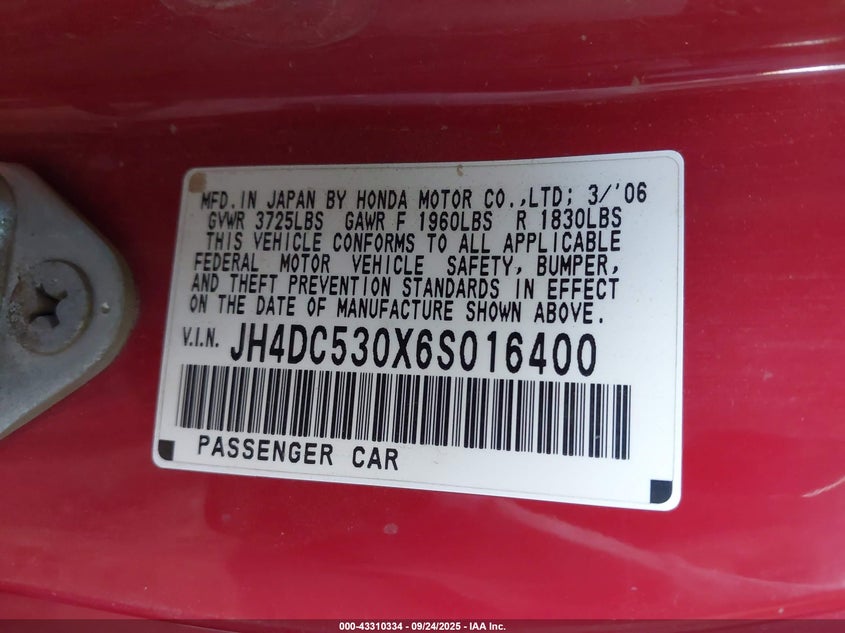 MFD. IN JAPAN BY HONDA MOTOR CO.,LTD; 3/'06
GVWR 3725LBS GAWR F 1960LBS R 1830LBS
THIS VEHICLE CONFORMS TO ALL APPLICABLE
FEDERAL MOTOR VEHICLE SAFETY, BUMPER,
AND THEFT PREVENTION STANDARDS IN EFFECT
ON THE DATE OF MANUFACTURE SHOWN ABOVE.
V.I.N. JH4DC530X6S016400
PASSENGER CAR
000-43310334 - 09/24/2025 - IAA Inc.